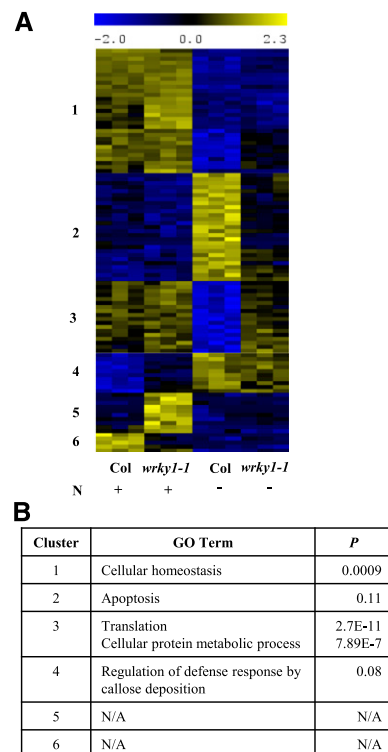 A
-2.0 0.0 2.3
1
2
3
4
5
6
Col wrky1-1 Col wrky1-1
N + + - -
B
Cluster GO Term P
1 Cellular homeostasis 0.0009
2 Apoptosis 0.11
3 Translation 2.7E-11
Cellular protein metabolic process 7.89E-7
4 Regulation of defense response by 0.08
callose deposition
5 N/A N/A
6 N/A N/A